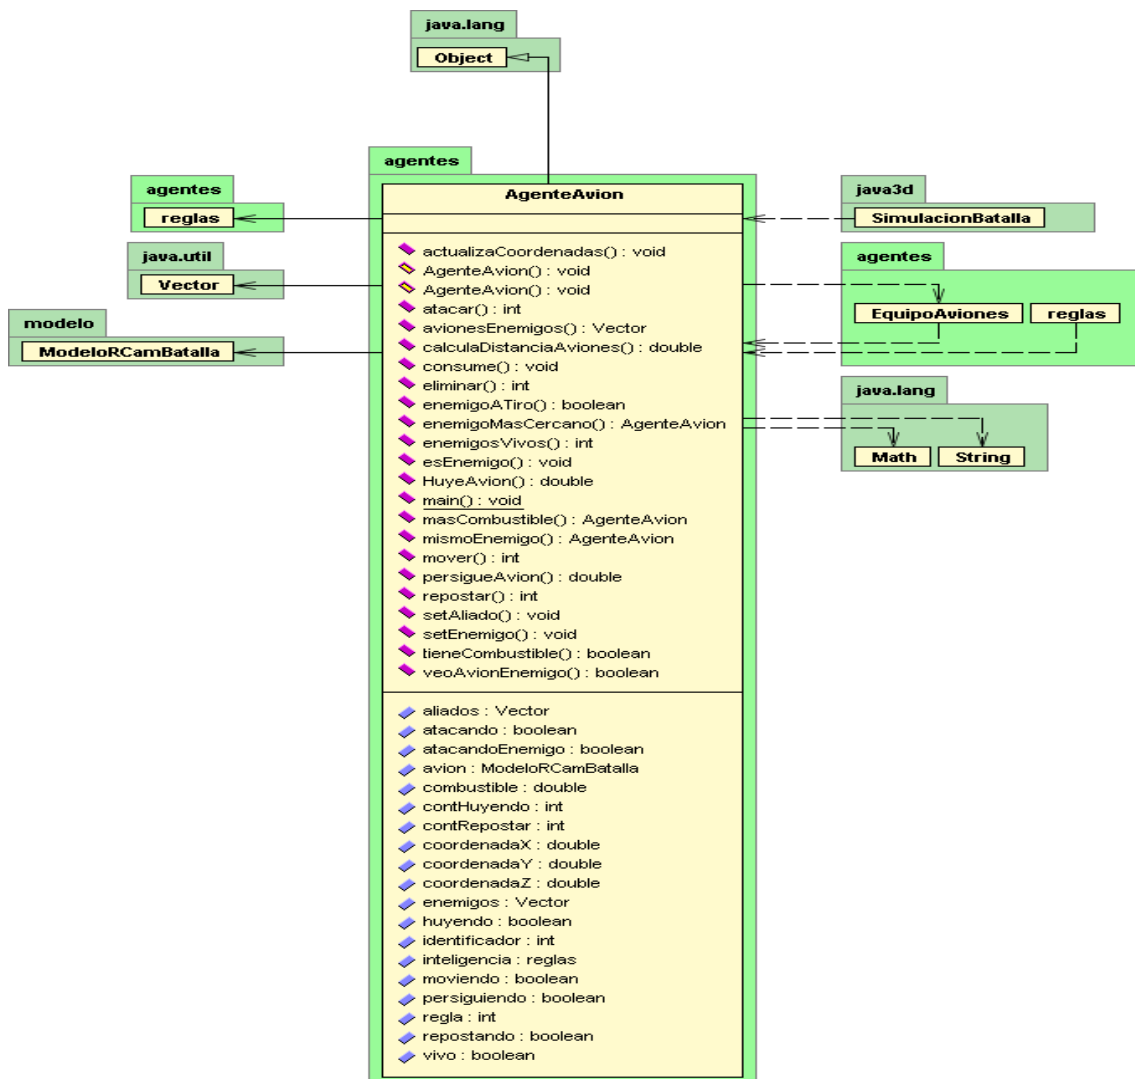 java.lang
Object
agentes
AgenteAvion
agentes
reglas
java.util
Vector
modelo
ModeloRCamBatalla
java3d
SimulacionBatalla
agentes
EquipoAviones
reglas
java.lang
Math
String
actualizaCoordenadas() : void
AgenteAvion() : void
AgenteAvion() : void
atacar() : int
avionesEnemigos() : Vector
calculaDistanciaAviones() : double
consume() : void
eliminar() : int
enemigoATiro() : boolean
enemigoMasCercano() : AgenteAvion
enemigosVivos() : int
esEnemigo() : void
HuyeAvion() : double
main() : void
masCombustible() : AgenteAvion
mismoEnemigo() : AgenteAvion
mover() : int
persigueAvion() : double
repostar() : int
setAliado() : void
setEnemigo() : void
tieneCombustible() : boolean
veoAvionEnemigo() : boolean
aliados : Vector
atacando : boolean
atacandoEnemigo : boolean
avion : ModeloRCamBatalla
combustible : double
contHuyendo : int
contRepostar : int
coordenadaX : double
coordenadaY : double
coordenadaZ : double
enemigos : Vector
huyendo : boolean
identificador : int
inteligencia : reglas
moviendo : boolean
persiguiendo : boolean
regla : int
repostando : boolean
vivo : boolean